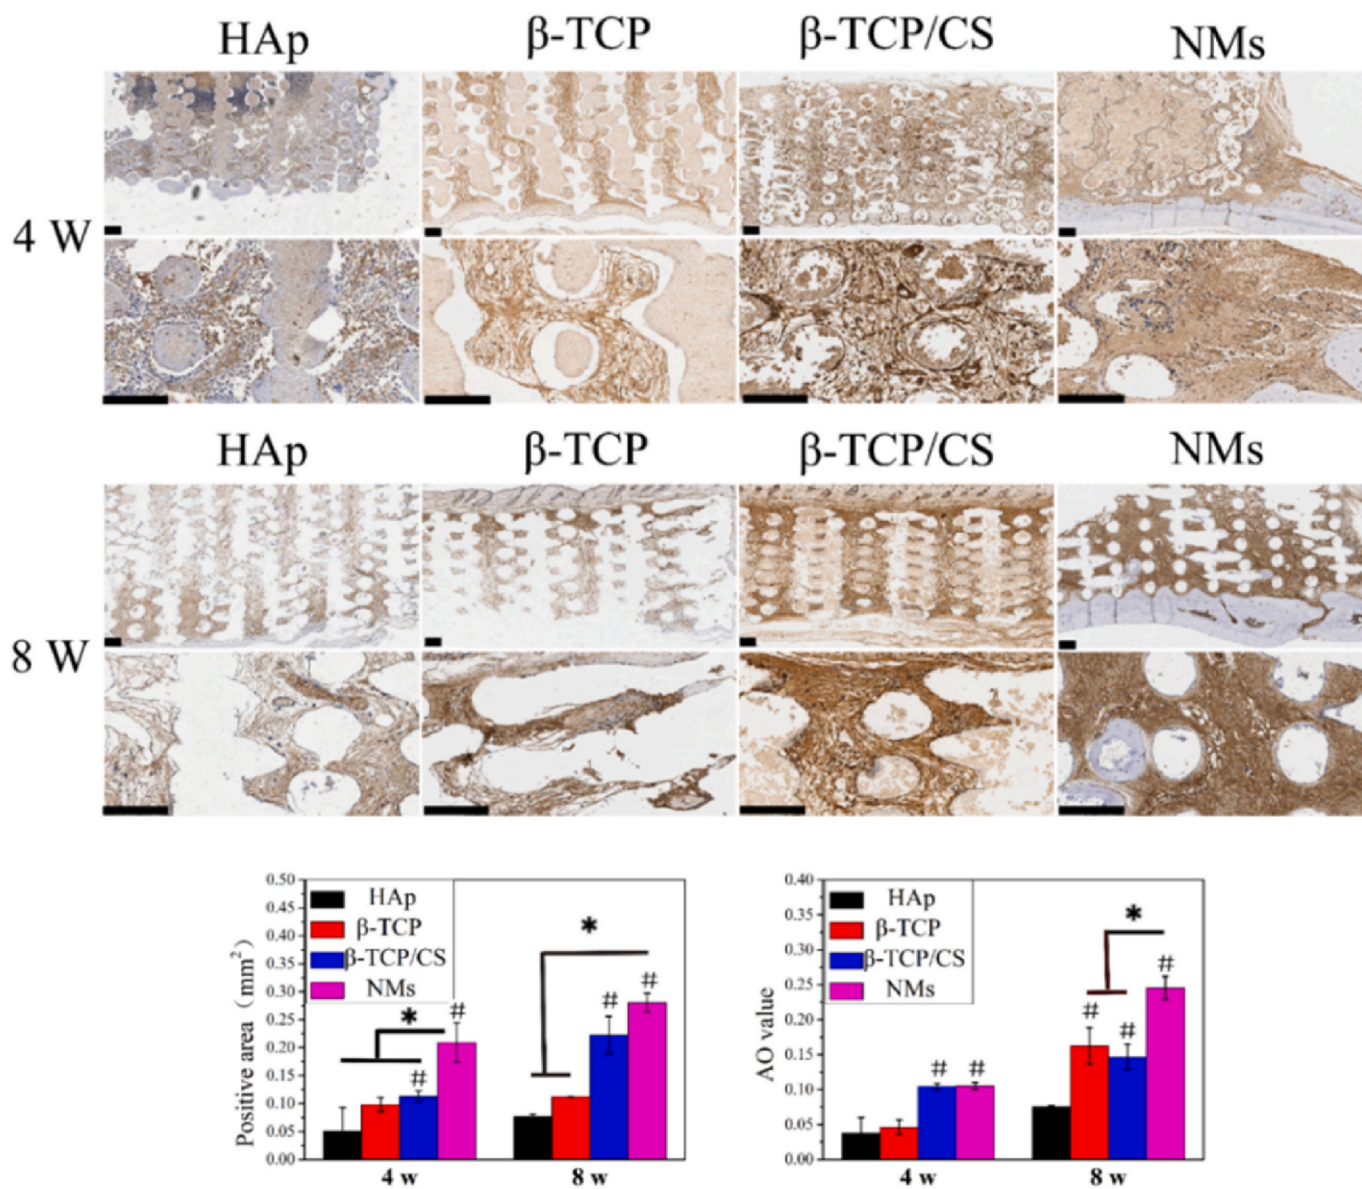 HAp β-TCP β-TCP/CS NMs
4 W
HAp β-TCP β-TCP/CS NMs
8 W
0.50
0.45
0.40
0.35
0.30
0.25
0.20
0.15
0.10
0.05
0.00
Positive area (mm²)
HAp
β-TCP
β-TCP/CS
NMs
*
#
#
*
#
#
4 w 8 w
0.40
0.35
0.30
0.25
0.20
0.15
0.10
0.05
0.00
AO value
HAp
β-TCP
β-TCP/CS
NMs
#
#
*
#
#
#
4 w 8 w